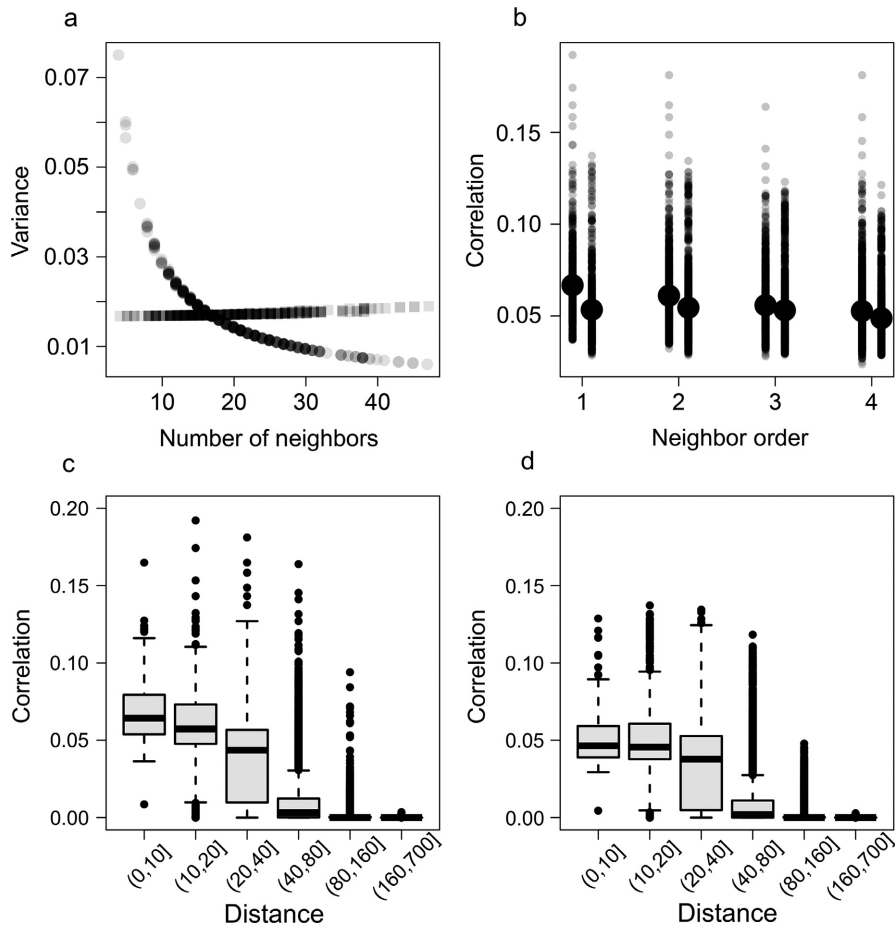 a
0.07
0.05
0.03
0.01
Variance
10 20 30 40
Number of neighbors
b
0.15
0.10
0.05
Correlation
1 2 3 4
Neighbor order
c
0.20
0.15
0.10
0.05
0.00
Correlation
(0,10] (10,20] (20,40] (40,80] (80,160] (160,700]
Distance
d
0.20
0.15
0.10
0.05
0.00
Correlation
(0,10] (10,20] (20,40] (40,80] (80,160] (160,700]
Distance